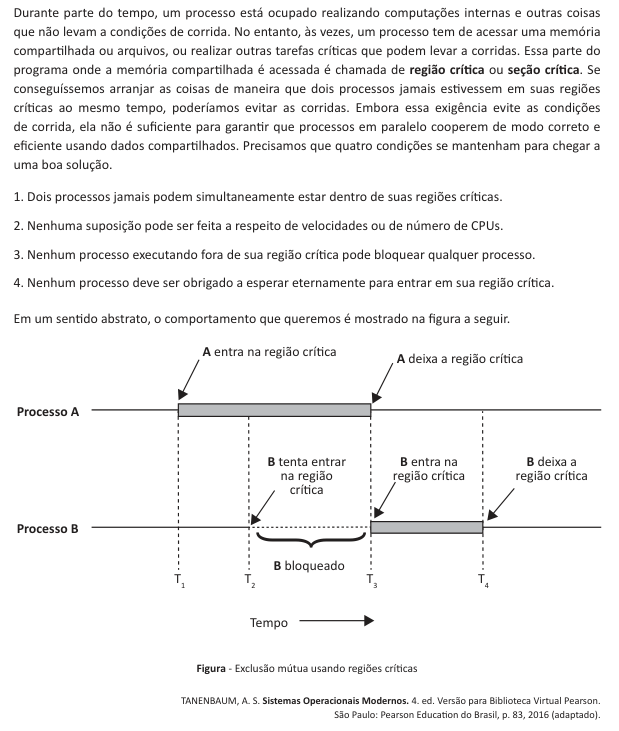 Durante parte do tempo, um processo está ocupado realizando computações internas e outras coisas
que não levam a condições de corrida. No entanto, às vezes, um processo tem de acessar uma memória
compartilhada ou arquivos, ou realizar outras tarefas críticas que podem levar a corridas. Essa parte do
programa onde a memória compartilhada é acessada é chamada de região crítica ou seção crítica. Se
conseguíssemos arranjar as coisas de maneira que dois processos jamais estivessem em suas regiões
críticas ao mesmo tempo, poderíamos evitar as corridas. Embora essa exigência evite as condições
de corrida, ela não é suficiente para garantir que processos em paralelo cooperem de modo correto e
eficiente usando dados compartilhados. Precisamos que quatro condições se mantenham para chegar a
uma boa solução.
1. Dois processos jamais podem simultaneamente estar dentro de suas regiões críticas.
2. Nenhuma suposição pode ser feita a respeito de velocidades ou de número de CPUs.
3. Nenhum processo executando fora de sua região crítica pode bloquear qualquer processo.
4. Nenhum processo deve ser obrigado a esperar eternamente para entrar em sua região crítica.
Em um sentido abstrato, o comportamento que queremos é mostrado na figura a seguir.
A entra na região crítica
A deixa a região crítica
Processo A
B tenta entrar
na região
crítica
B entra na
região crítica
B deixa a
região crítica
Processo B
B bloqueado
T1
T2
T3
T4
Tempo
Figura - Exclusão mútua usando regiões críticas
TANENBAUM, A. S. Sistemas Operacionais Modernos. 4. ed. Versão para Biblioteca Virtual Pearson.
São Paulo: Pearson Education do Brasil, p. 83, 2016 (adaptado).